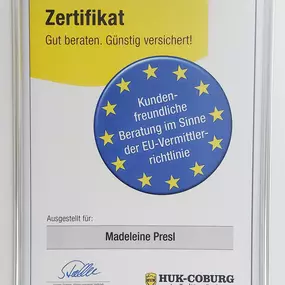 Zertifikat
Gut beraten. Günstig versichert!
Kunden-
freundliche
Beratung im Sinne
der EU-Vermittler-
richtlinie
Ausgestellt für:
Madeleine Presl
HUK-COBURG